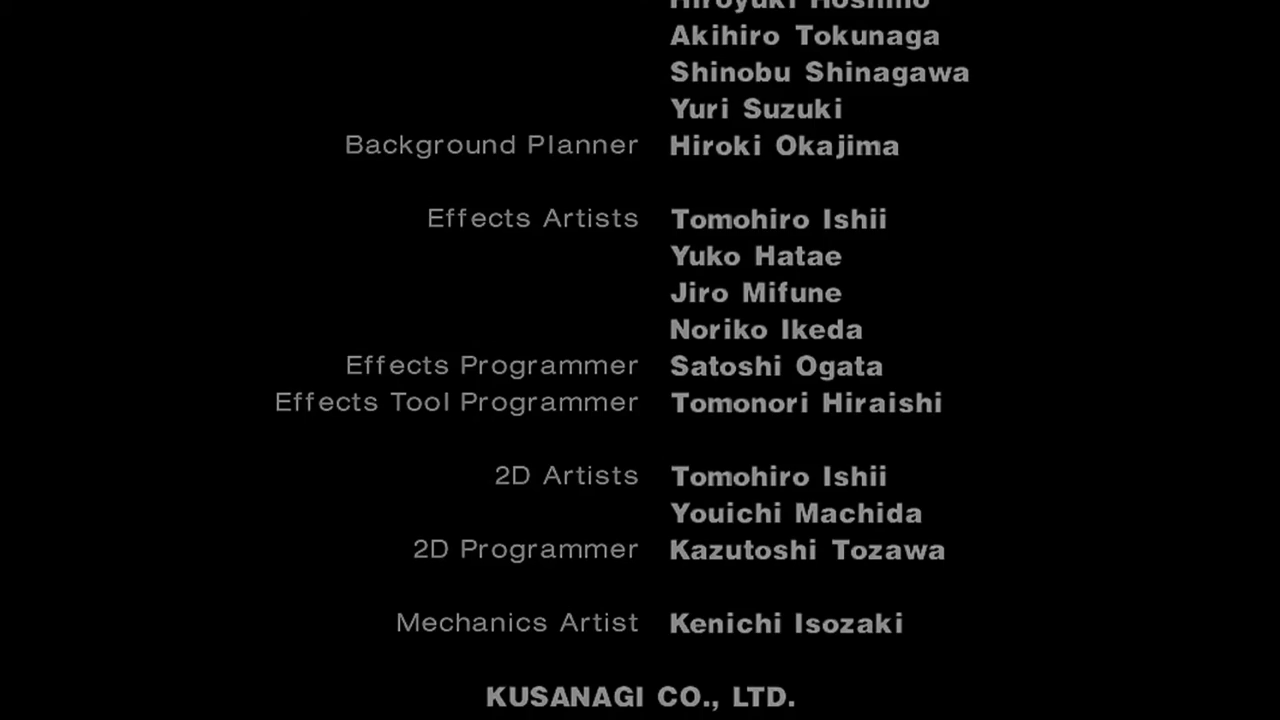 Hiroyuki Hoshino
Akihiro Tokunaga
Shinobu Shinagawa
Yuri Suzuki
Background Planner Hiroki Okajima
Effects Artists Tomohiro Ishii
Yuko Hatae
Jiro Mifune
Noriko Ikeda
Effects Programmer Satoshi Ogata
Effects Tool Programmer Tomonori Hiraishi
2D Artists Tomohiro Ishii
Youichi Machida
2D Programmer Kazutoshi Tozawa
Mechanics Artist Kenichi Isozaki
KUSANAGI CO., LTD.